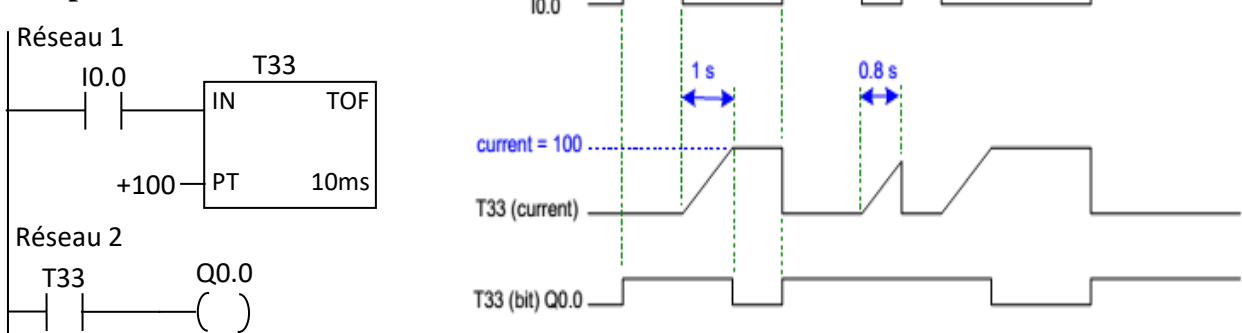 Réseau 1
I0.0
T33
IN TOF
+100 PT 10ms
Réseau 2
T33 Q0.0
I0.0
1 s 0.8 s
current = 100
T33 (current)
T33 (bit) Q0.0